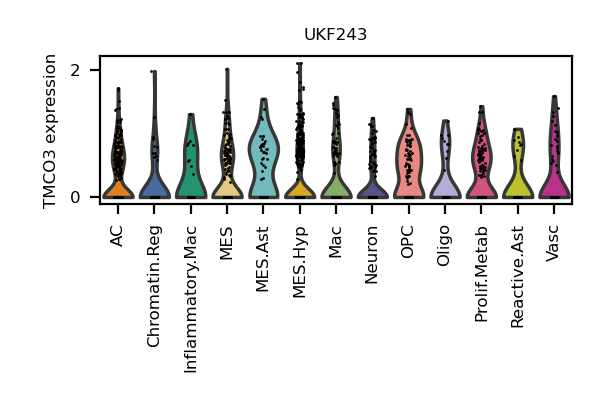 UKF243
TMCO3 expression
2
0
AC
Chromatin.Reg
Inflammatory.Mac
MES
MES.Ast
MES.Hyp
Mac
Neuron
OPC
Oligo
Prolif.Metab
Reactive.Ast
Vasc